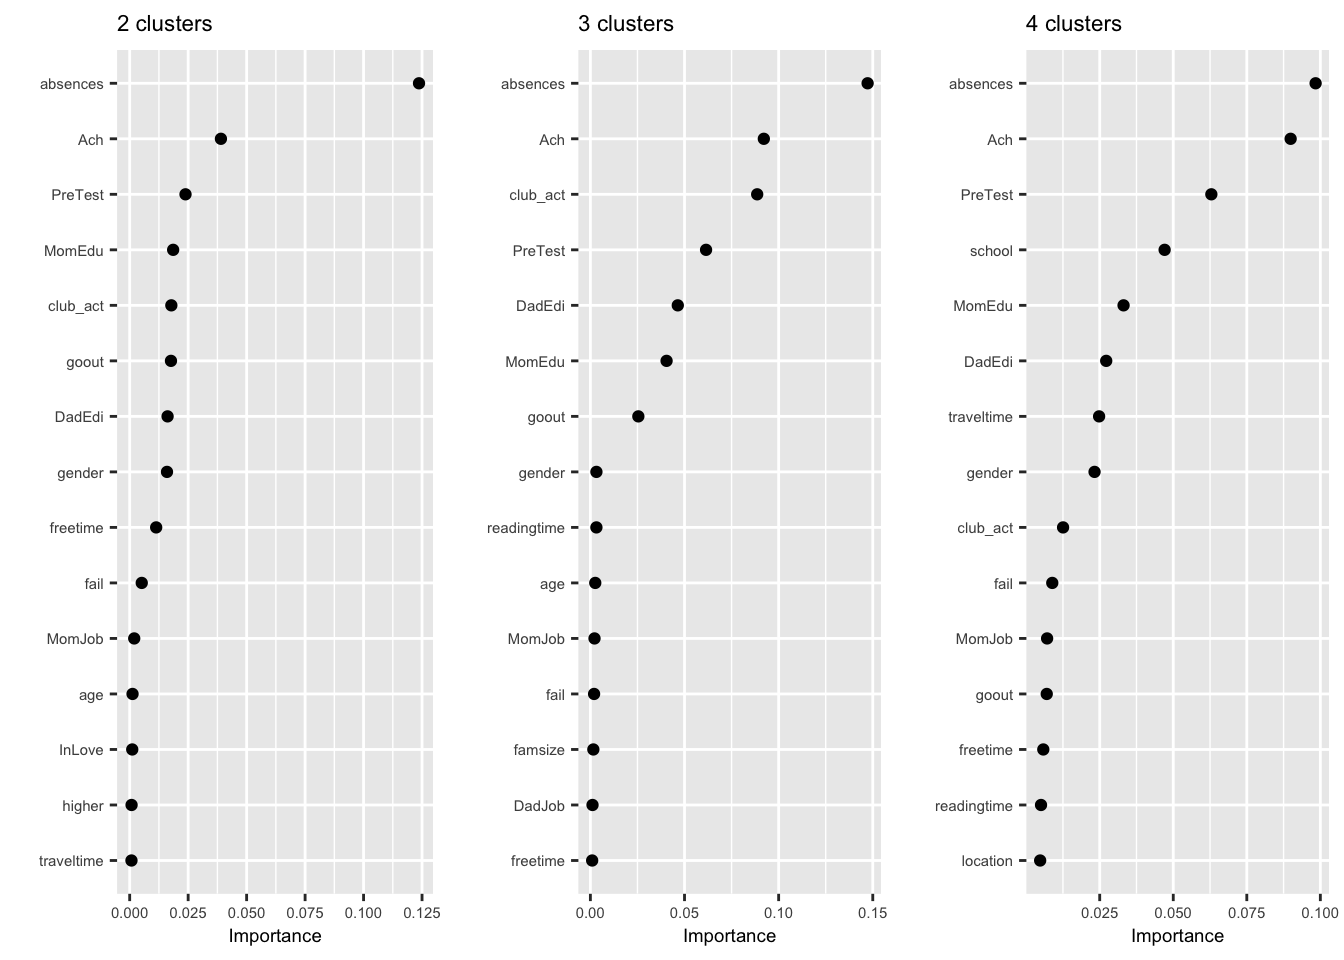 2 clusters
absences
Ach
PreTest
MomEdu
club_act
goout
DadEdi
gender
freetime
fail
MomJob
age
InLove
higher
traveltime
0.000 0.025 0.050 0.075 0.100 0.125
Importance
3 clusters
absences
Ach
club_act
PreTest
DadEdi
MomEdu
goout
gender
readingtime
age
MomJob
fail
famsize
DadJob
freetime
0.00 0.05 0.10 0.15
Importance
4 clusters
absences
Ach
PreTest
school
MomEdu
DadEdi
traveltime
gender
club_act
fail
MomJob
goout
freetime
readingtime
location
0.025 0.050 0.075 0.100
Importance